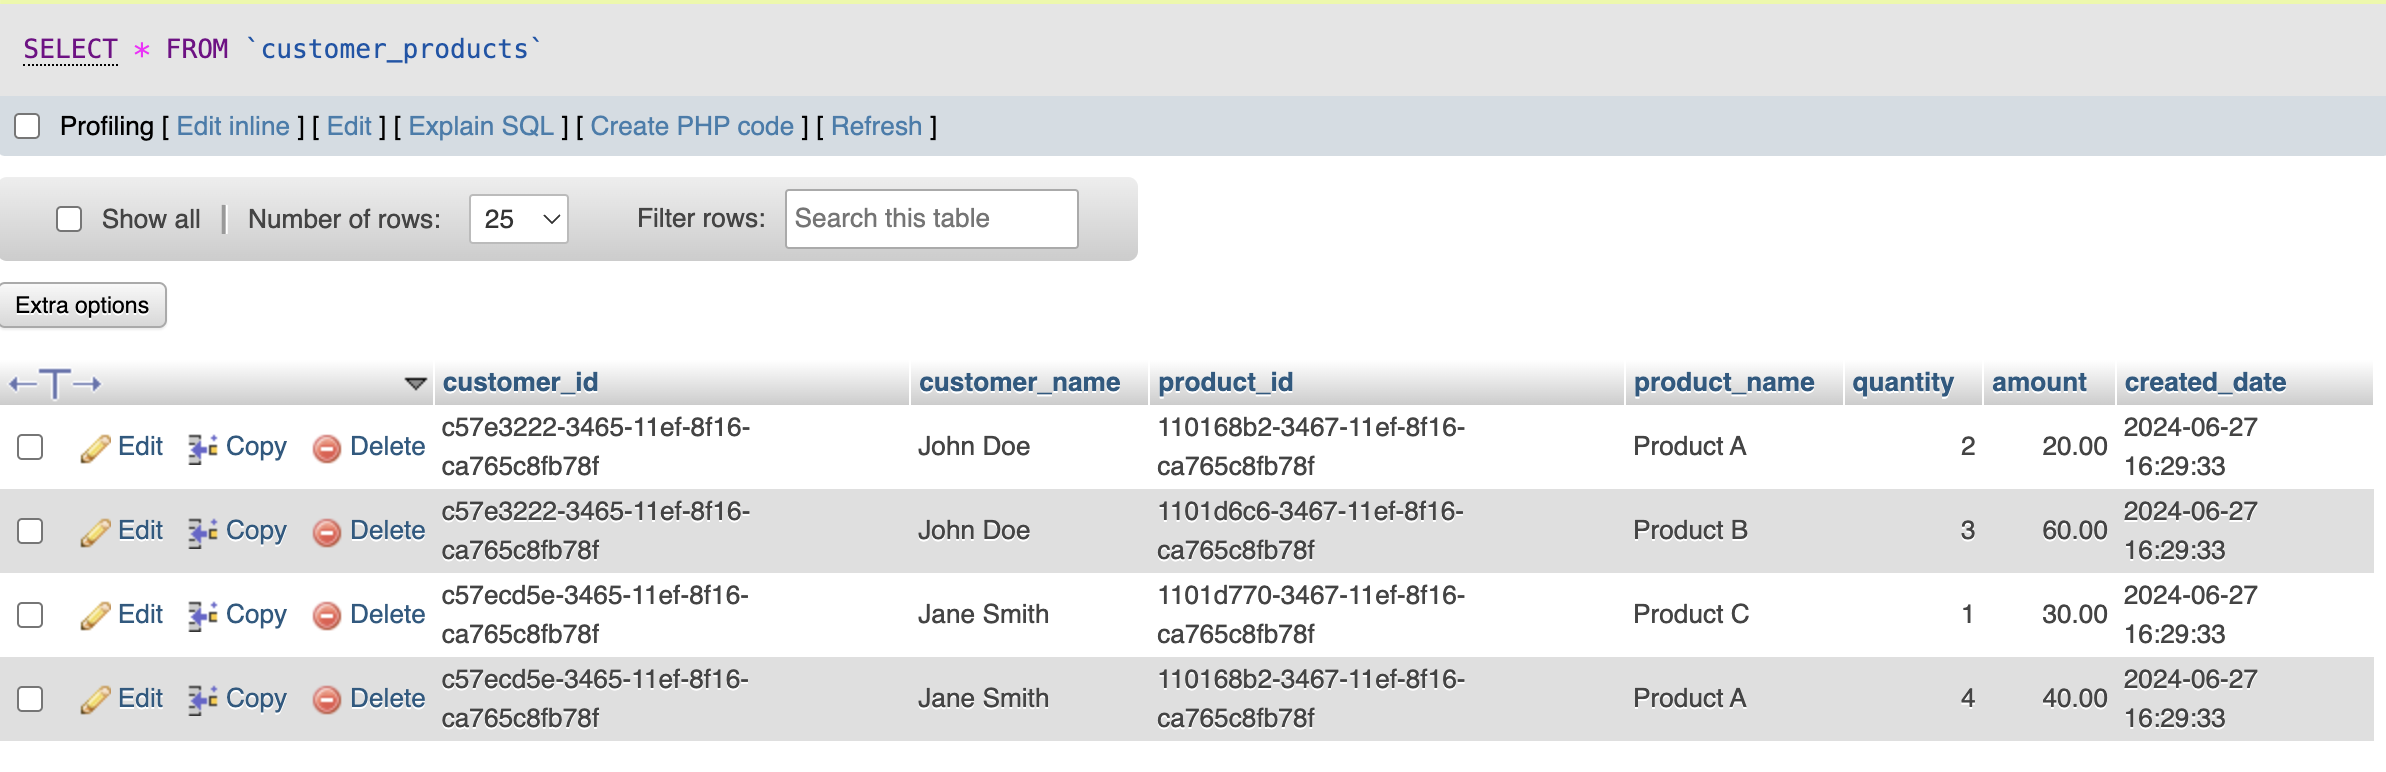 SELECT * FROM `customer_products`
Profiling [ Edit inline ] [ Edit ] [ Explain SQL ] [ Create PHP code ] [ Refresh ]
Show all | Number of rows: 25 Filter rows: Search this table
Extra options
←T→ customer_id customer_name product_id product_name quantity amount created_date
Edit Copy Delete c57e3222-3465-11ef-8f16-ca765c8fb78f John Doe 110168b2-3467-11ef-8f16-ca765c8fb78f Product A 2 20.00 2024-06-27 16:29:33
Edit Copy Delete c57e3222-3465-11ef-8f16-ca765c8fb78f John Doe 1101d6c6-3467-11ef-8f16-ca765c8fb78f Product B 3 60.00 2024-06-27 16:29:33
Edit Copy Delete c57ecd5e-3465-11ef-8f16-ca765c8fb78f Jane Smith 1101d770-3467-11ef-8f16-ca765c8fb78f Product C 1 30.00 2024-06-27 16:29:33
Edit Copy Delete c57ecd5e-3465-11ef-8f16-ca765c8fb78f Jane Smith 110168b2-3467-11ef-8f16-ca765c8fb78f Product A 4 40.00 2024-06-27 16:29:33